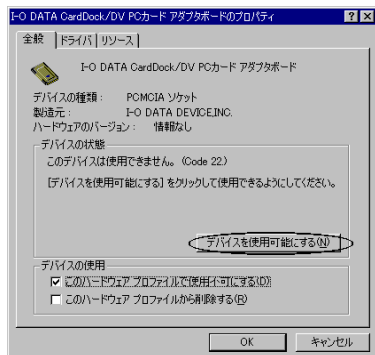 I-O DATA CardDock/DV PCカード アダプタボードのプロパティ
全般 ドライバ リソース
I-O DATA CardDock/DV PCカード アダプタボード
デバイスの種類： PCMCIA ソケット
製造元： I-O DATA DEVICE,INC.
ハードウェアのバージョン： 情報なし
デバイスの状態
このデバイスは使用できません。 (Code 22.)
[デバイスを使用可能にする] をクリックして使用できるようにしてください。
デバイスを使用可能にする(N)
デバイスの使用
このハードウェア プロファイルで使用不可にする(D)
このハードウェア プロファイルから削除する(R)
OK キャンセル